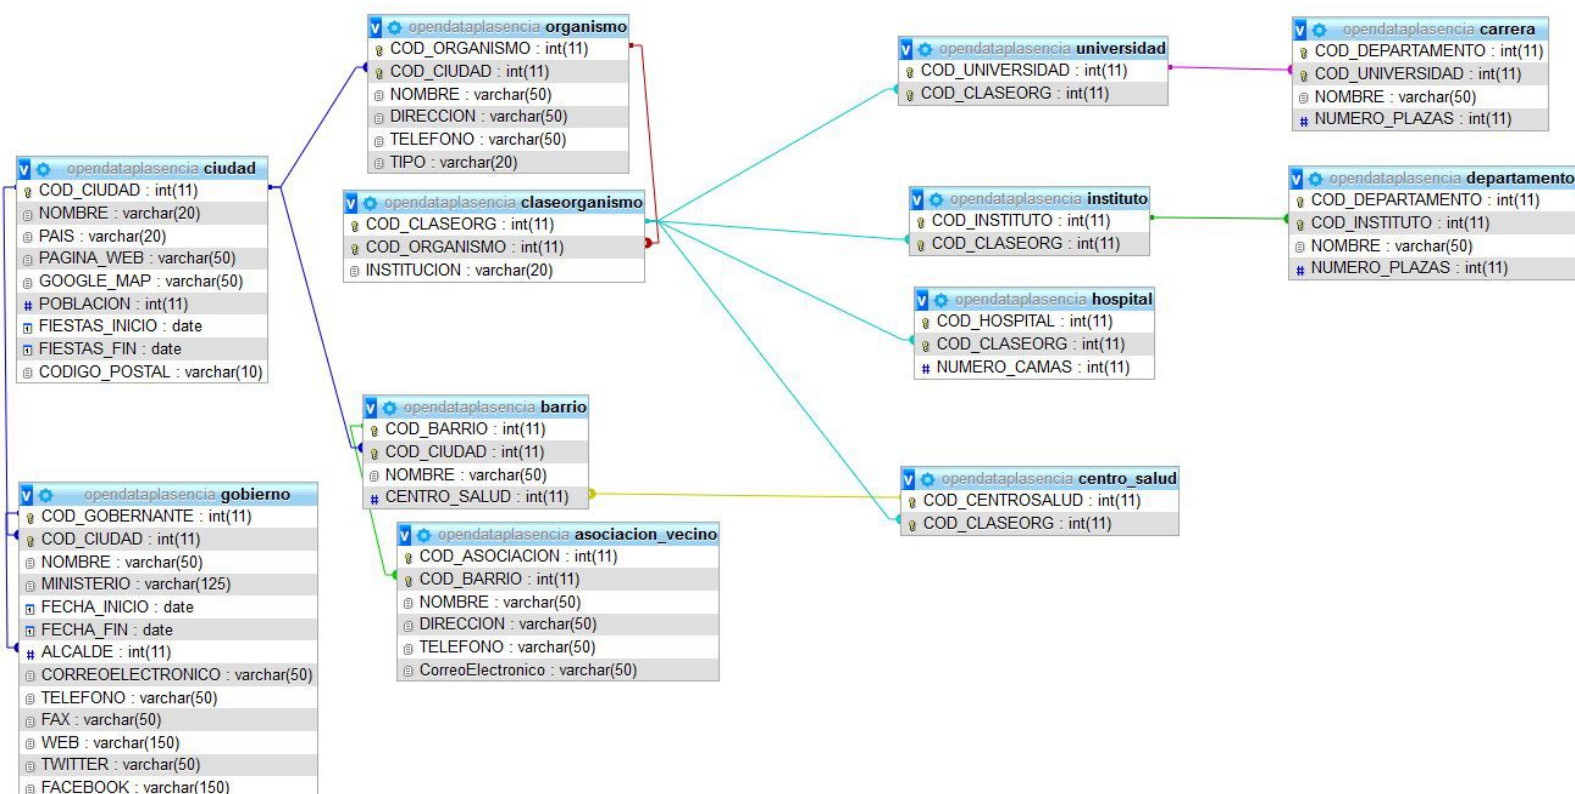 opendataplasencia organismo
COD_ORGANISMO : int(11)
COD_CIUDAD : int(11)
NOMBRE : varchar(50)
DIRECCION : varchar(50)
TELEFONO : varchar(50)
TIPO : varchar(20)
opendataplasencia universidad
COD_UNIVERSIDAD : int(11)
COD_CLASEORG : int(11)
opendataplasencia carrera
COD_DEPARTAMENTO : int(11)
COD_UNIVERSIDAD : int(11)
NOMBRE : varchar(50)
NUMERO_PLAZAS : int(11)
opendataplasencia ciudad
COD_CIUDAD : int(11)
NOMBRE : varchar(20)
PAIS : varchar(20)
PAGINA_WEB : varchar(50)
GOOGLE_MAP : varchar(50)
POBLACION : int(11)
FIESTAS_INICIO : date
FIESTAS_FIN : date
CODIGO_POSTAL : varchar(10)
opendataplasencia claseorganismo
COD_CLASEORG : int(11)
COD_ORGANISMO : int(11)
INSTITUCION : varchar(20)
opendataplasencia instituto
COD_INSTITUTO : int(11)
COD_CLASEORG : int(11)
opendataplasencia departamento
COD_DEPARTAMENTO : int(11)
COD_INSTITUTO : int(11)
NOMBRE : varchar(50)
NUMERO_PLAZAS : int(11)
opendataplasencia hospital
COD_HOSPITAL : int(11)
COD_CLASEORG : int(11)
NUMERO_CAMAS : int(11)
opendataplasencia barrio
COD_BARRIO : int(11)
COD_CIUDAD : int(11)
NOMBRE : varchar(50)
CENTRO_SALUD : int(11)
opendataplasencia centro_salud
COD_CENTROSALUD : int(11)
COD_CLASEORG : int(11)
opendataplasencia gobierno
COD_GOBERNANTE : int(11)
COD_CIUDAD : int(11)
NOMBRE : varchar(50)
MINISTERIO : varchar(125)
FECHA_INICIO : date
FECHA_FIN : date
ALCALDE : int(11)
CORREOELECTRONICO : varchar(50)
TELEFONO : varchar(50)
FAX : varchar(50)
WEB : varchar(150)
TWITTER : varchar(50)
FACEBOOK : varchar(150)
opendataplasencia asociacion_vecino
COD_ASOCIACION : int(11)
COD_BARRIO : int(11)
NOMBRE : varchar(50)
DIRECCION : varchar(50)
TELEFONO : varchar(50)
CorreoElectronico : varchar(50)